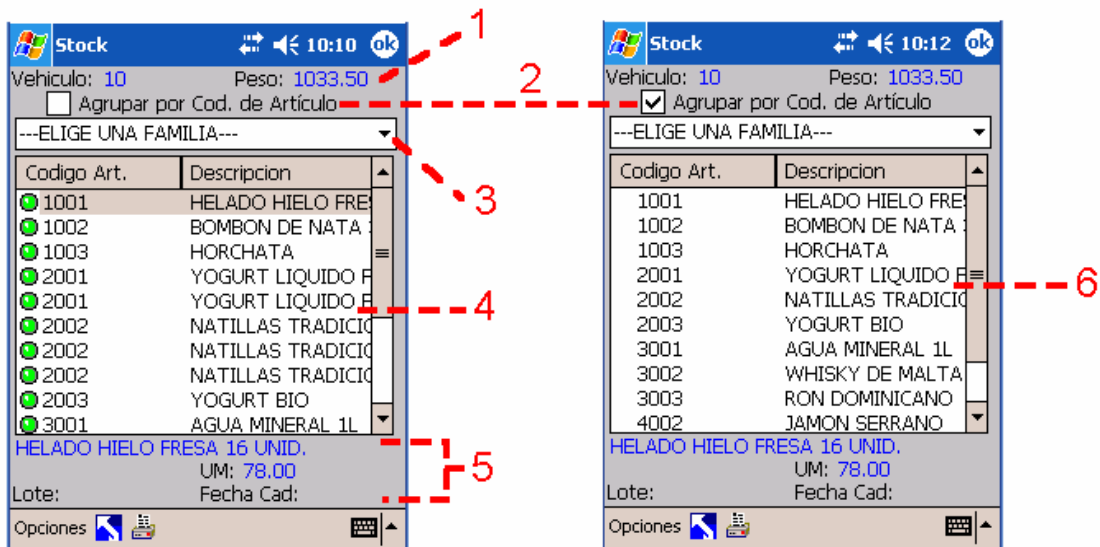 Stock 10:10 ok
Vehiculo: 10 Peso: 1033.50
Agrupar por Cod. de Artículo
---ELIGE UNA FAMILIA---
Codigo Art. Descripcion
1001 HELADO HIELO FRE
1002 BOMBON DE NATA
1003 HORCHATA
2001 YOGURT LIQUIDO F
2001 YOGURT LIQUIDO F
2002 NATILLAS TRADICIO
2002 NATILLAS TRADICIO
2002 NATILLAS TRADICIO
2003 YOGURT BIO
3001 AGUA MINERAL 1L
HELADO HIELO FRESA 16 UNID.
UM: 78.00
Lote: Fecha Cad:
Opciones
1
2
3
4
5
Stock 10:12 ok
Vehiculo: 10 Peso: 1033.50
Agrupar por Cod. de Artículo
---ELIGE UNA FAMILIA---
Codigo Art. Descripcion
1001 HELADO HIELO FRE
1002 BOMBON DE NATA
1003 HORCHATA
2001 YOGURT LIQUIDO F
2002 NATILLAS TRADICIO
2003 YOGURT BIO
3001 AGUA MINERAL 1L
3002 WHISKY DE MALTA
3003 RON DOMINICANO
4002 JAMON SERRANO
HELADO HIELO FRESA 16 UNID.
UM: 78.00
Lote: Fecha Cad:
Opciones
6